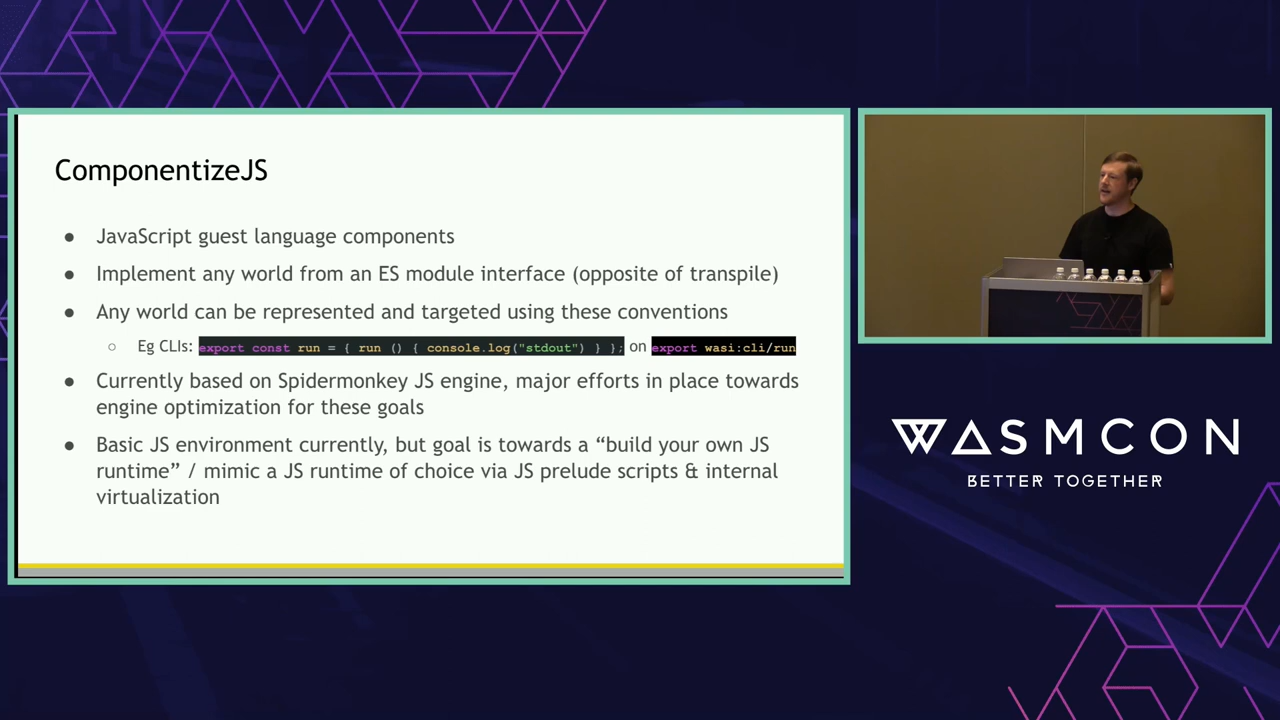 ComponentizeJS
● JavaScript guest language components
● Implement any world from an ES module interface (opposite of transpile)
● Any world can be represented and targeted using these conventions
○ Eg CLIs: export const run = { run () { console.log("stdout") } }; on export wasi:cli/run
● Currently based on Spidermonkey JS engine, major efforts in place towards
engine optimization for these goals
● Basic JS environment currently, but goal is towards a “build your own JS
runtime” / mimic a JS runtime of choice via JS prelude scripts & internal
virtualization
WASMCON
BETTER TOGETHER